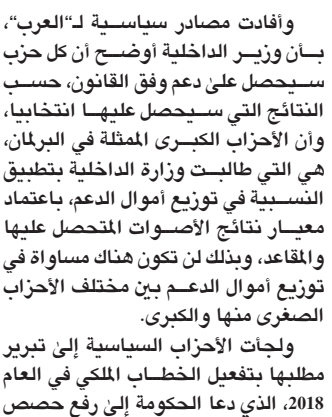 وأفادت مصادر سياسية لـ"العرب"،
بأن وزير الداخلية أوضح أن كل حزب
سيحصل على دعم وفق القانون، حسب
النتائج التي سيحصل عليها انتخابيا،
وأن الأحزاب الكبرى الممثلة في البرلمان،
هي التي طالبت وزارة الداخلية بتطبيق
النسبية في توزيع أموال الدعم، باعتماد
معيار نتائج الأصوات المتحصل عليها
والمقاعد، وبذلك لن تكون هناك مساواة في
توزيع أموال الدعم بين مختلف الأحزاب
الصغرى منها والكبرى.
ولجأت الأحزاب السياسية إلى تبرير
مطلبها بتفعيل الخطاب الملكي في العام
2018، الذي دعا الحكومة إلى رفع حصص